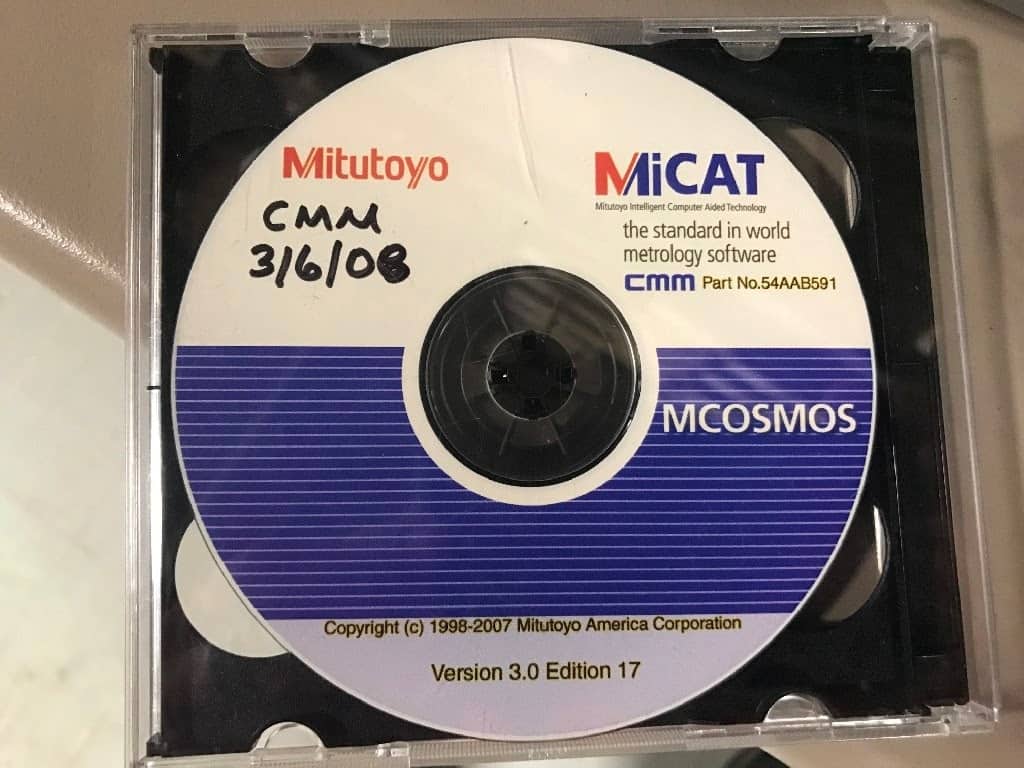 Mitutoyo
CMM
3/6/08
MiCAT
Mitutoyo Intelligent Computer Aided Technology
the standard in world
metrology software
CMM Part No.54AAB591
MCOSMOS
Copyright (c) 1998-2007 Mitutoyo America Corporation
Version 3.0 Edition 17